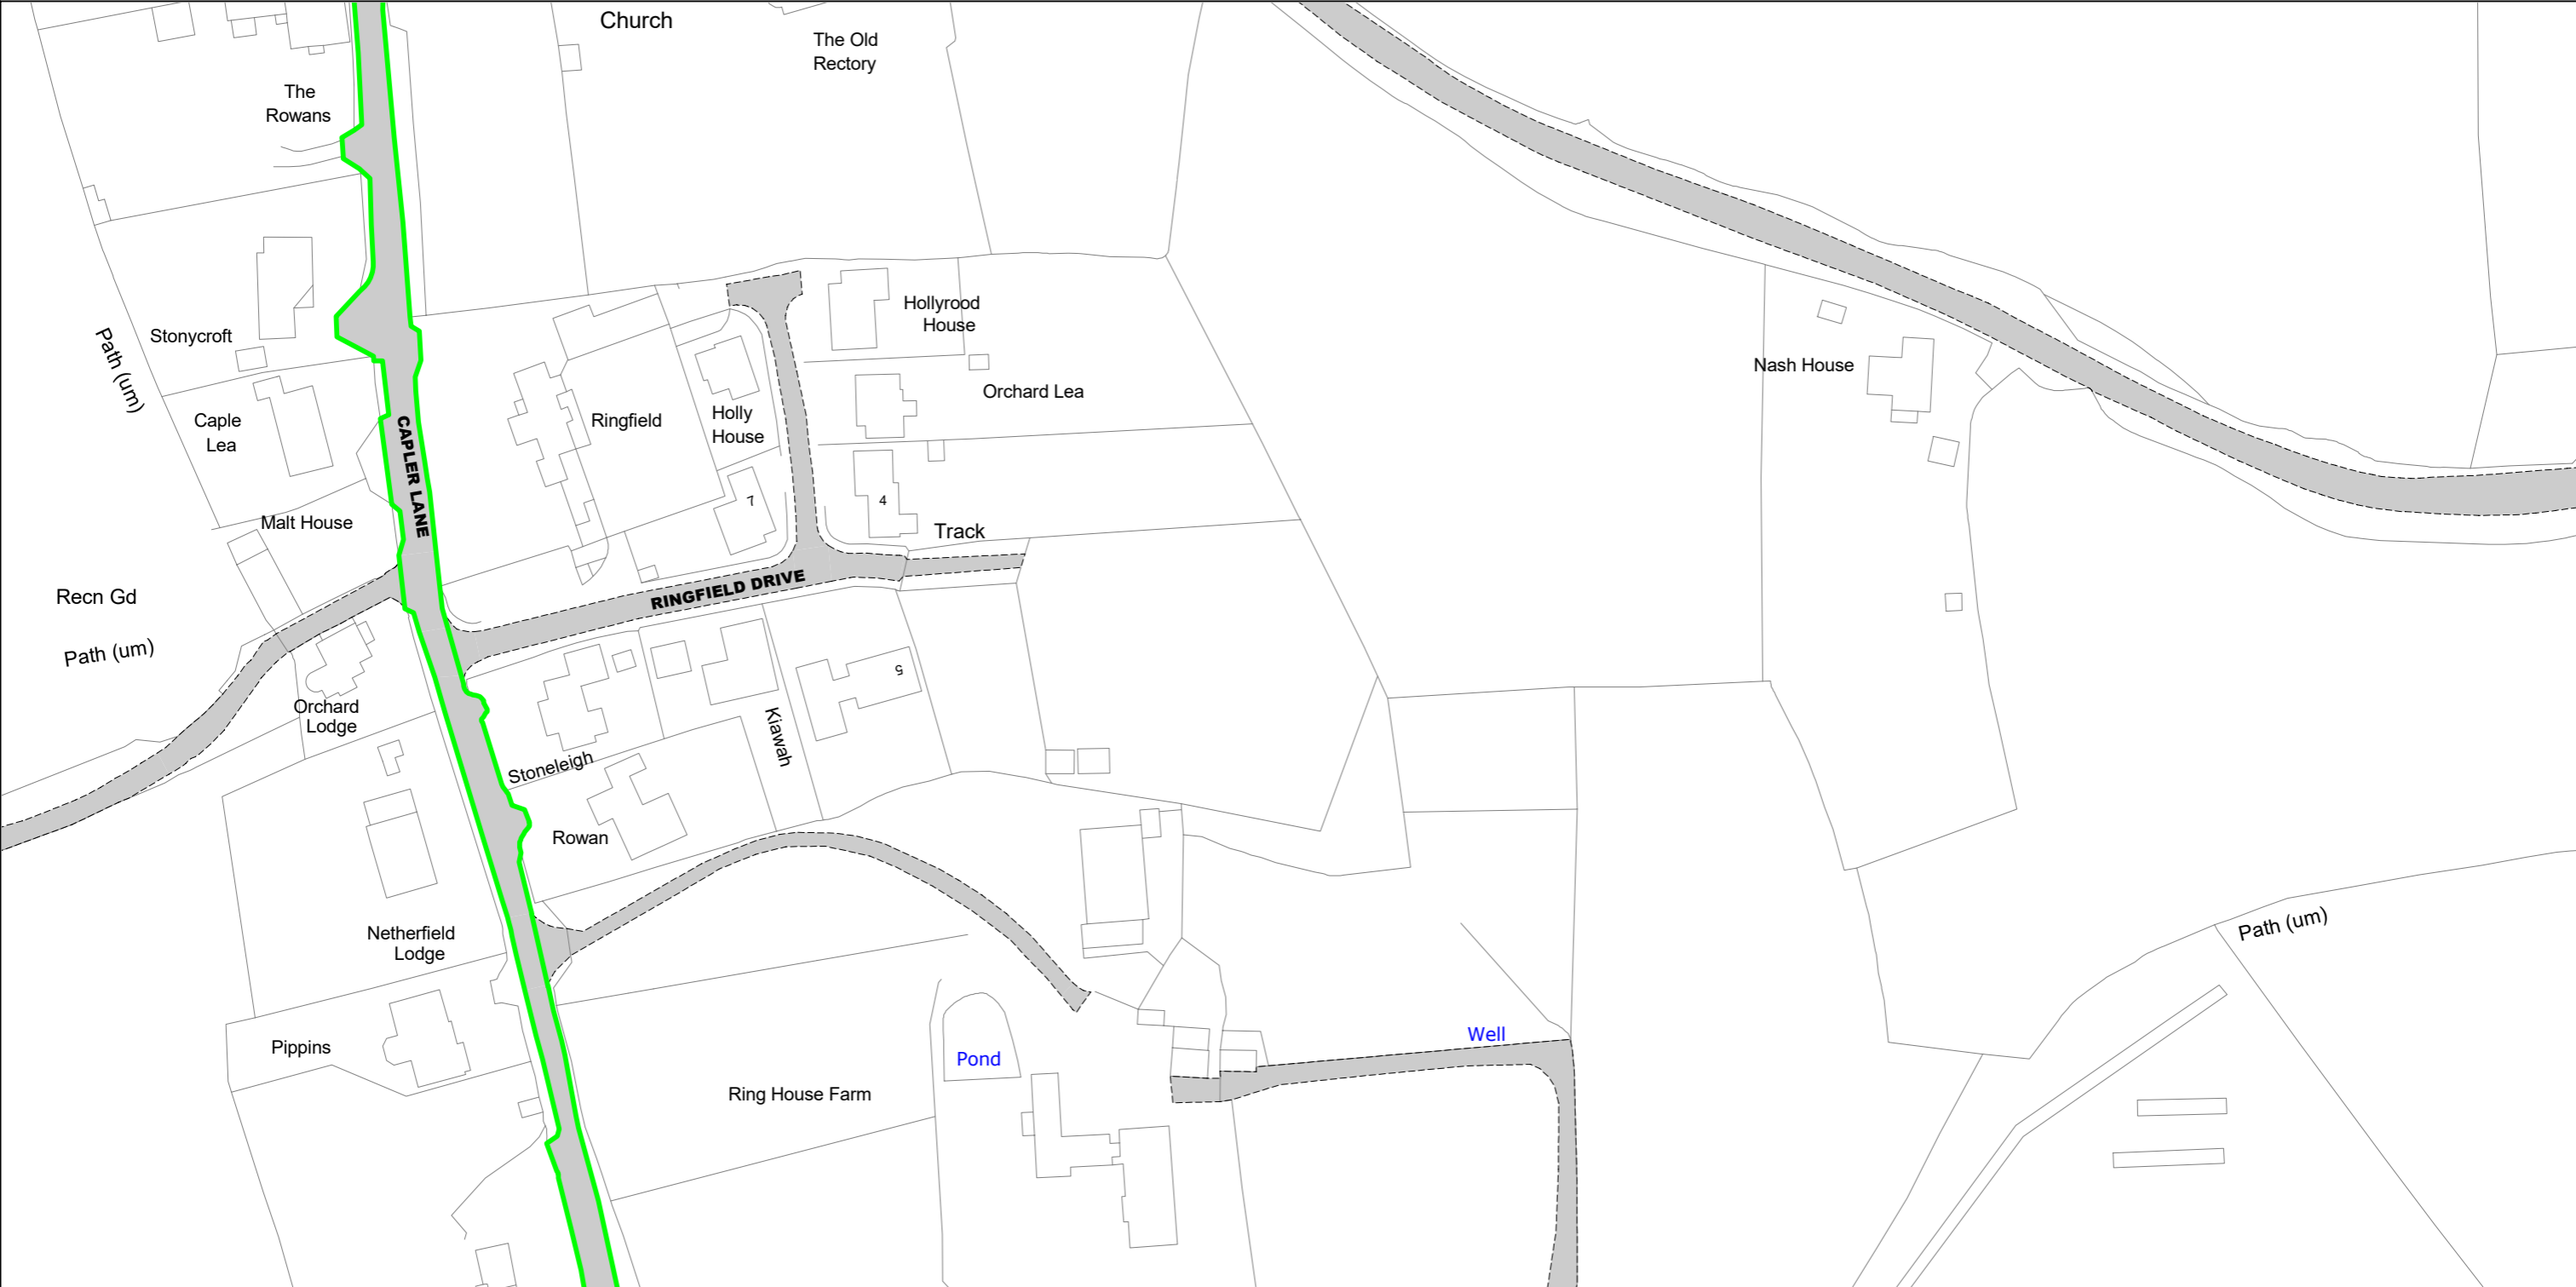 Church
The Old
Rectory
The
Rowans
Hollyrood
House
Stonycroft
Path (um)
Nash House
Orchard Lea
Caple
Lea
Ringfield
Holly
House
CAPLER LANE
7
4
Malt House
Track
RINGFIELD DRIVE
Recn Gd
Path (um)
5
Orchard
Lodge
Kiawah
Stoneleigh
Rowan
Path (um)
Netherfield
Lodge
Well
Pippins
Pond
Ring House Farm